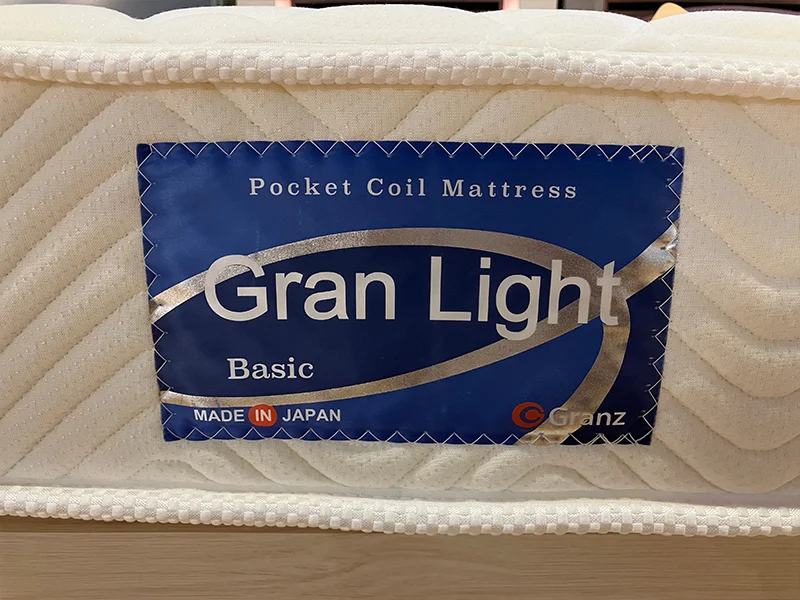 Pocket Coil Mattress
Gran Light
Basic
MADE IN JAPAN
Granz